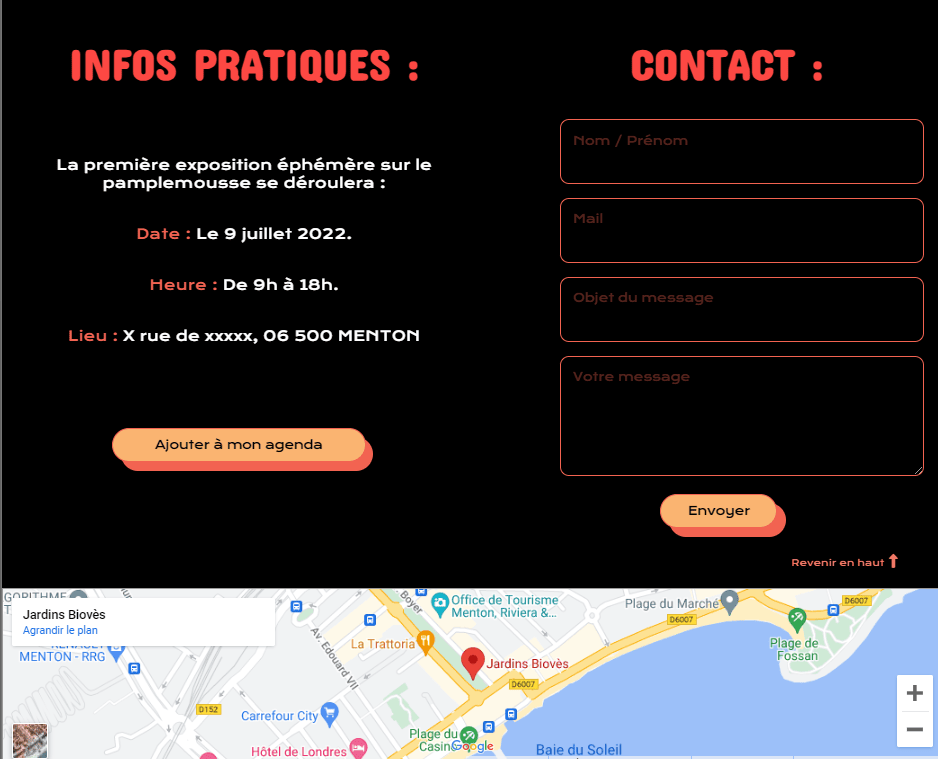 INFOS PRATIQUES :
La première exposition éphémère sur le
pamplemousse se déroulera :
Date : Le 9 juillet 2022.
Heure : De 9h à 18h.
Lieu : X rue de xxxxx, 06 500 MENTON
Ajouter à mon agenda
CONTACT :
Nom / Prénom
Mail
Objet du message
Votre message
Envoyer
Revenir en haut
Jardins Biovès
Agrandir le plan
MENTON - RRG
Boyer
Office de Tourisme
Menton, Riviera &...
La Trattoria
Av. Edouard VII
Jardins Biovès
D6007
Plage du Marché
D6007
D6007
Plage de
Fossan
D152
Carrefour City
Hôtel de Londres
Plage du
Casino
Google
Baie du Soleil